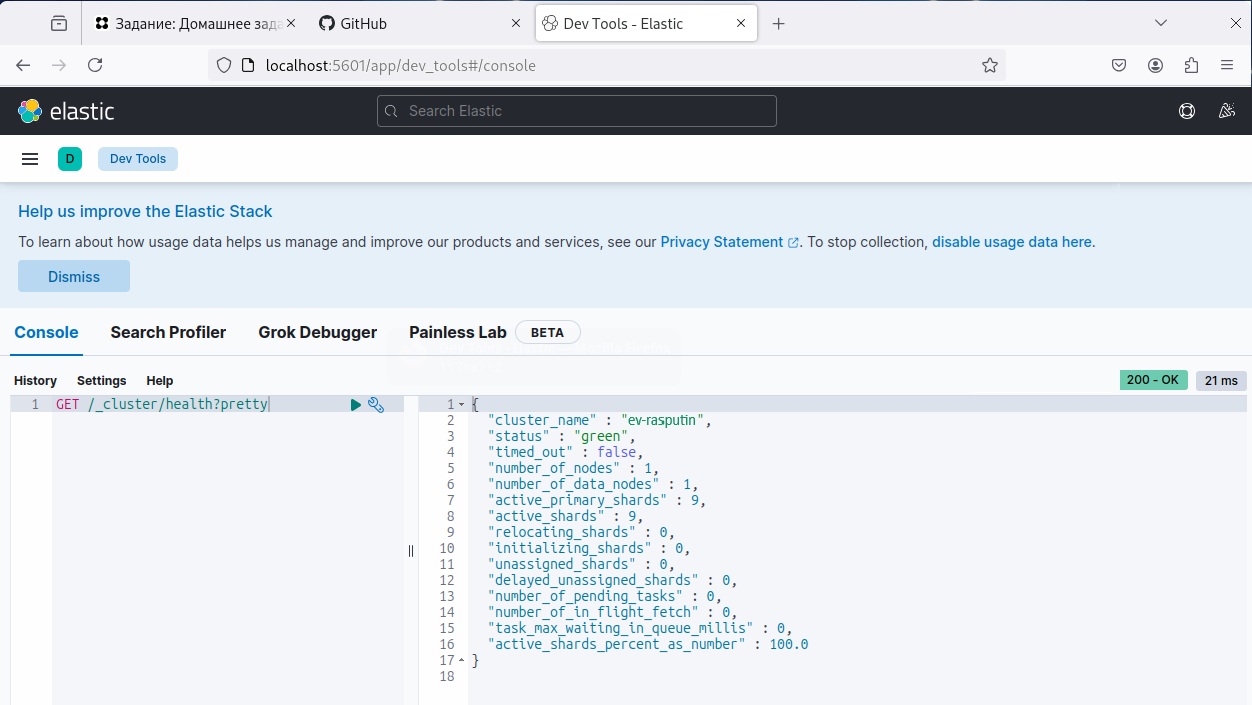 Задание: Домашнее зада
GitHub
Dev Tools - Elastic
localhost:5601/app/dev_tools#/console
elastic
Search Elastic
D
Dev Tools
Help us improve the Elastic Stack
To learn about how usage data helps us manage and improve our products and services, see our Privacy Statement. To stop collection, disable usage data here.
Dismiss
Console
Search Profiler
Grok Debugger
Painless Lab
BETA
History
Settings
Help
200 - OK
21 ms
1 GET /_cluster/health?pretty
1 {
2 "cluster_name" : "ev-rasputin",
3 "status" : "green",
4 "timed_out" : false,
5 "number_of_nodes" : 1,
6 "number_of_data_nodes" : 1,
7 "active_primary_shards" : 9,
8 "active_shards" : 9,
9 "relocating_shards" : 0,
10 "initializing_shards" : 0,
11 "unassigned_shards" : 0,
12 "delayed_unassigned_shards" : 0,
13 "number_of_pending_tasks" : 0,
14 "number_of_in_flight_fetch" : 0,
15 "task_max_waiting_in_queue_millis" : 0,
16 "active_shards_percent_as_number" : 100.0
17 }
18